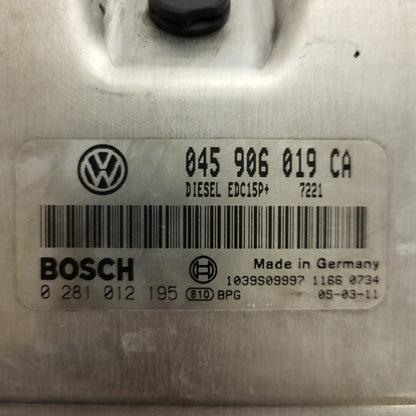 045 906 019 CA
DIESEL EDC15P+ 7221
BOSCH
Made in Germany
1039S09997 1166 0734
0 281 012 195 810 BPG 05-03-11